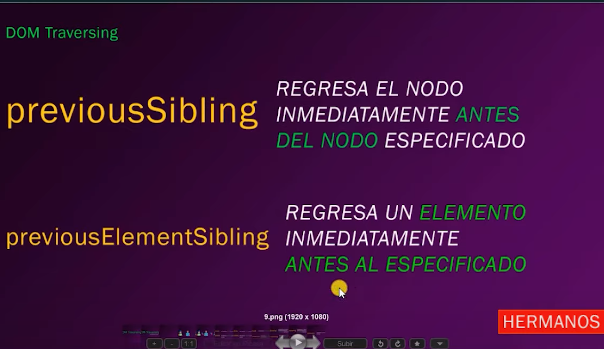 DOM Traversing
previousSibling
REGRESA EL NODO
INMEDIATAMENTE ANTES
DEL NODO ESPECIFICADO
previousElementSibling
REGRESA UN ELEMENTO
INMEDIATAMENTE
ANTES AL ESPECIFICADO
9.png (1920 x 1080)
HERMANOS
1:1
Subir